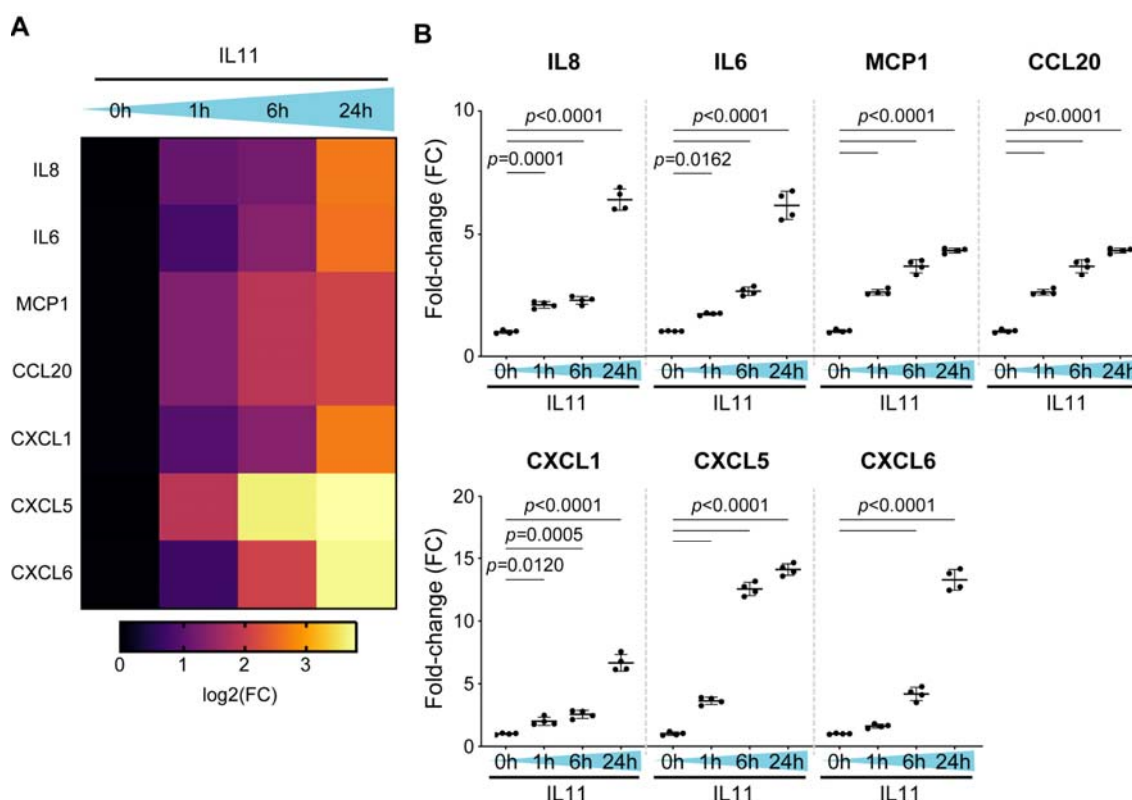 A
IL11
0h 1h 6h 24h
IL8
IL6
MCP1
CCL20
CXCL1
CXCL5
CXCL6
0 1 2 3
log2(FC)
B
IL8 IL6 MCP1 CCL20
Fold-change (FC)
10
5
0
p<0.0001 p<0.0001 p<0.0001 p<0.0001
p=0.0001 p=0.0162
0h 1h 6h 24h 0h 1h 6h 24h 0h 1h 6h 24h 0h 1h 6h 24h
IL11 IL11 IL11 IL11
CXCL1 CXCL5 CXCL6
Fold-change (FC)
20
15
10
5
0
p<0.0001 p<0.0001 p<0.0001
p=0.0005
p=0.0120
0h 1h 6h 24h 0h 1h 6h 24h 0h 1h 6h 24h
IL11 IL11 IL11